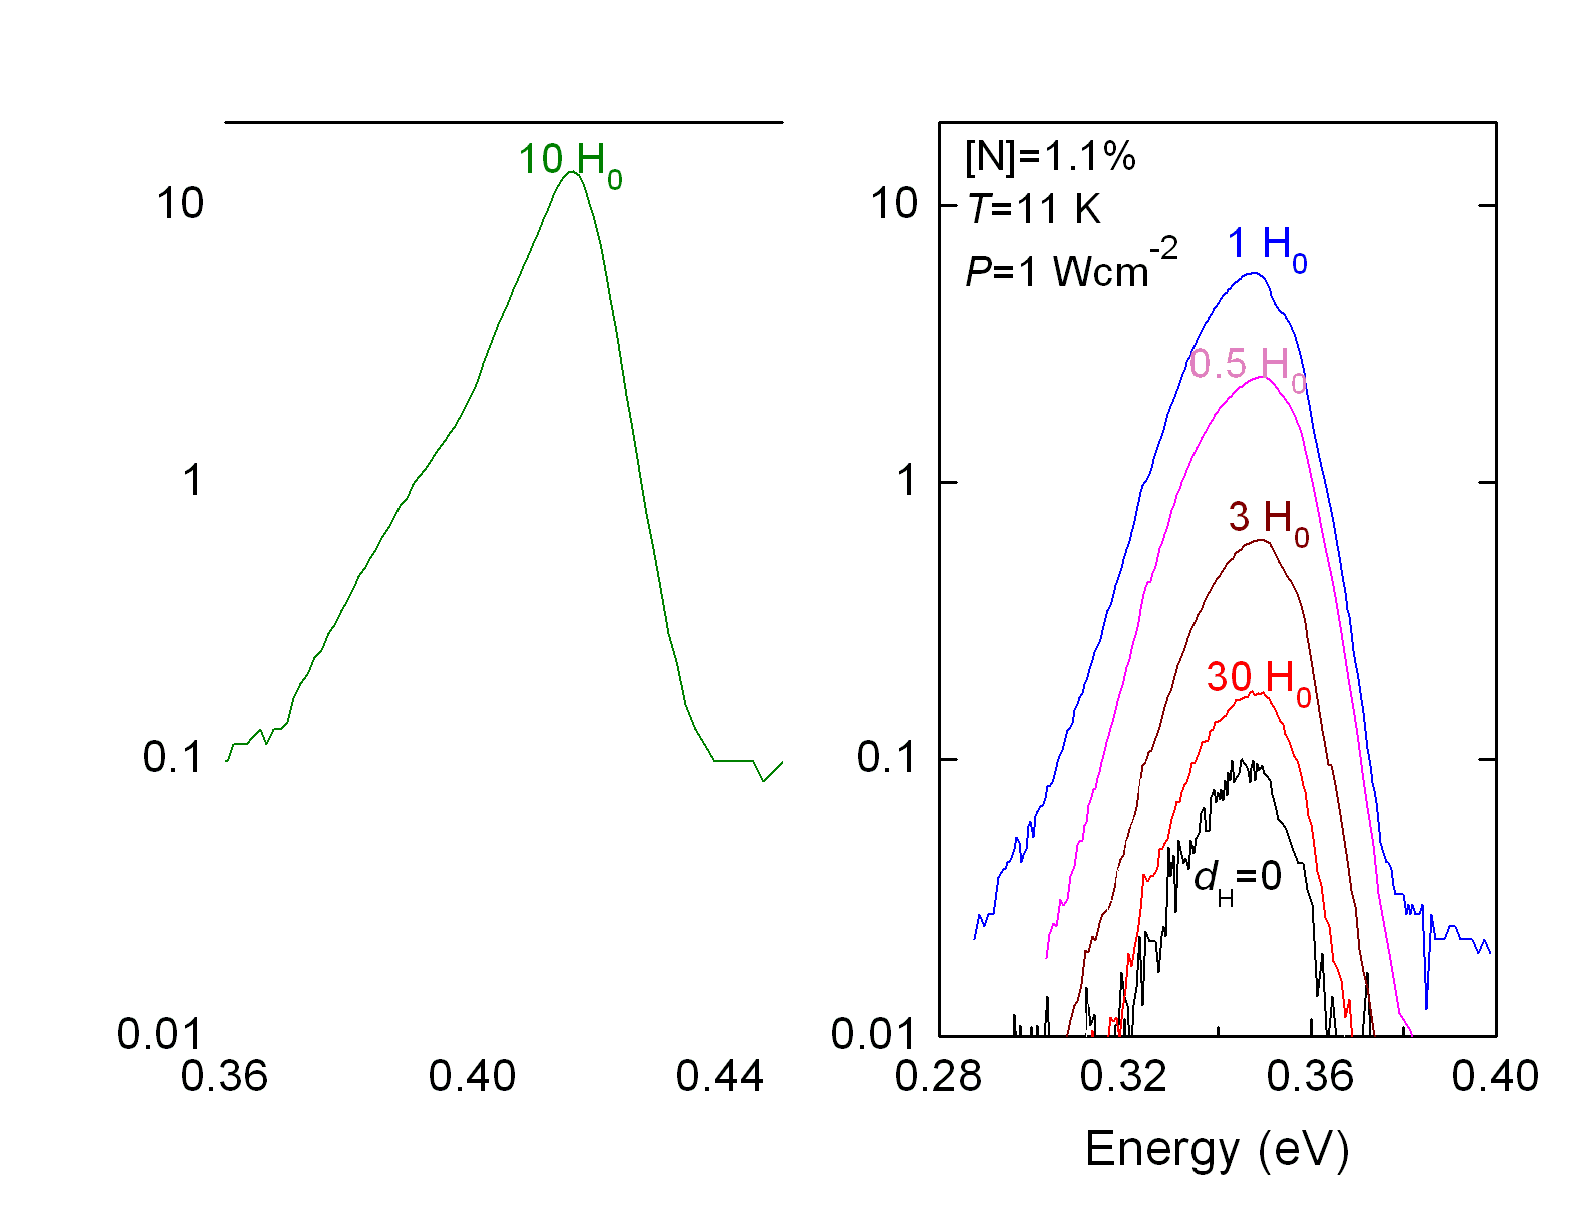 10 H₀
10
1
0.1
0.01
0.36 0.40 0.44
[N]=1.1%
T=11 K
P=1 Wcm⁻²
1 H₀
0.5 H₀
3 H₀
30 H₀
d_H=0
10
1
0.1
0.01
0.28 0.32 0.36 0.40
Energy (eV)